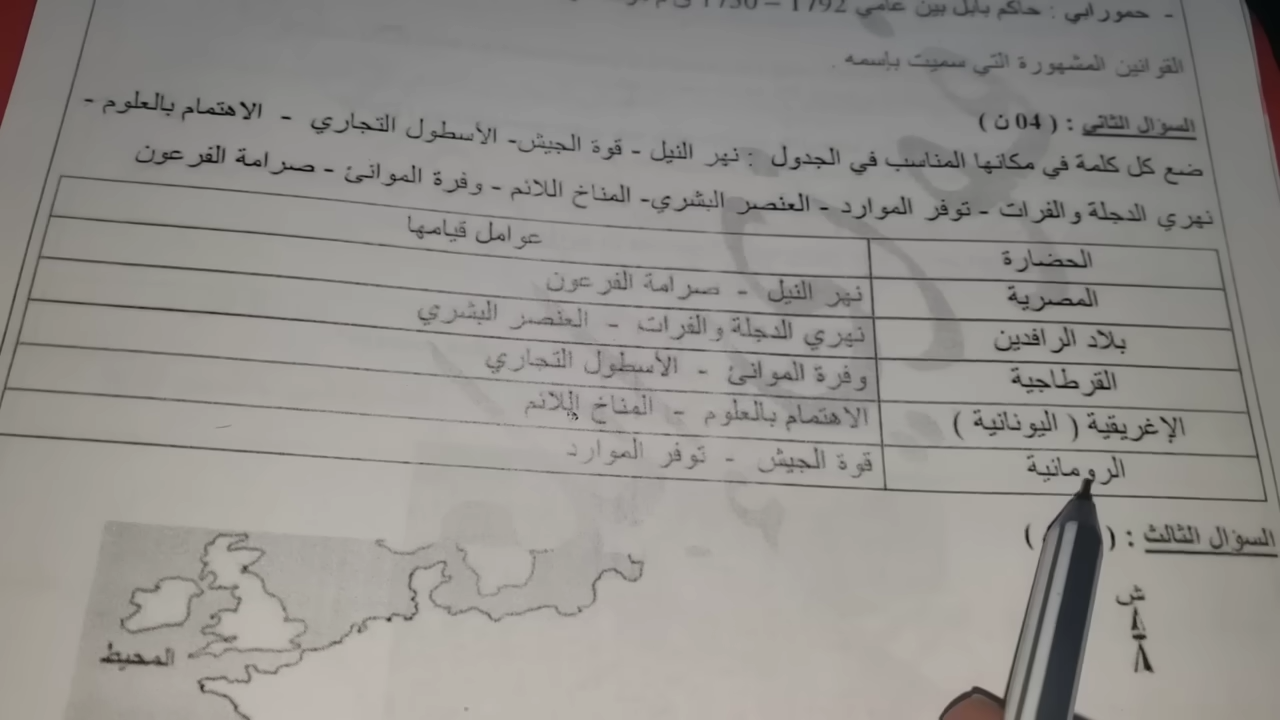 - حمورابي : حاكم بابل بين عامي 1792 – 1750 ق م
القوانين المشهورة التي سميت بإسمه .
السؤال الثاني : ( 04 ن )
ضع كل كلمة في مكانها المناسب في الجدول : نهر النيل - قوة الجيش- الأسطول التجاري - الاهتمام بالعلوم -
نهري الدجلة والفرات - توفر الموارد - العنصر البشري- المناخ اللائم - وفرة الموانئ - صرامة الفرعون
الحضارة عوامل قيامها
المصرية نهر النيل - صرامة الفرعون
بلاد الرافدين نهري الدجلة والفرات - العنصر البشري
القرطاجية وفرة الموانئ - الأسطول التجاري
الإغريقية ( اليونانية ) الاهتمام بالعلوم - المناخ اللائم
الرومانية قوة الجيش - توفر الموارد
السؤال الثالث : ( )
ش
المحيط